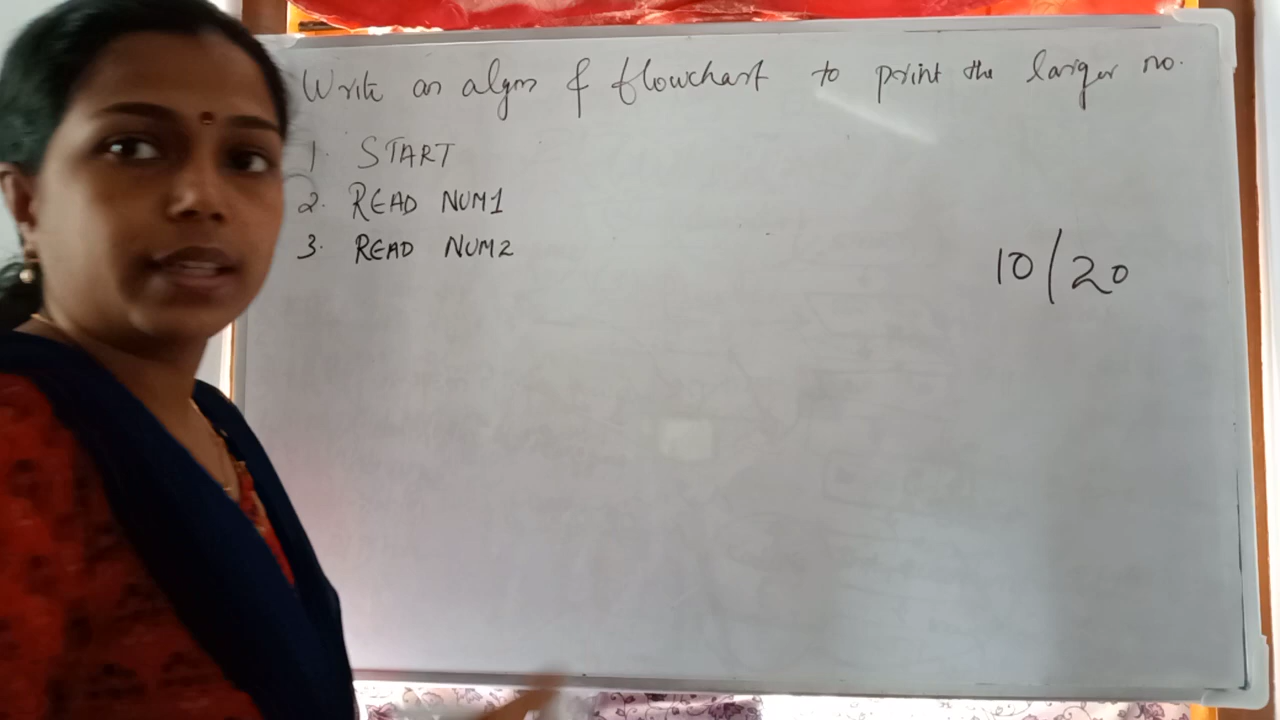 Write an algm & flowchart to print the larger no.
1. START
2. READ NUM1
3. READ NUM2
10/20